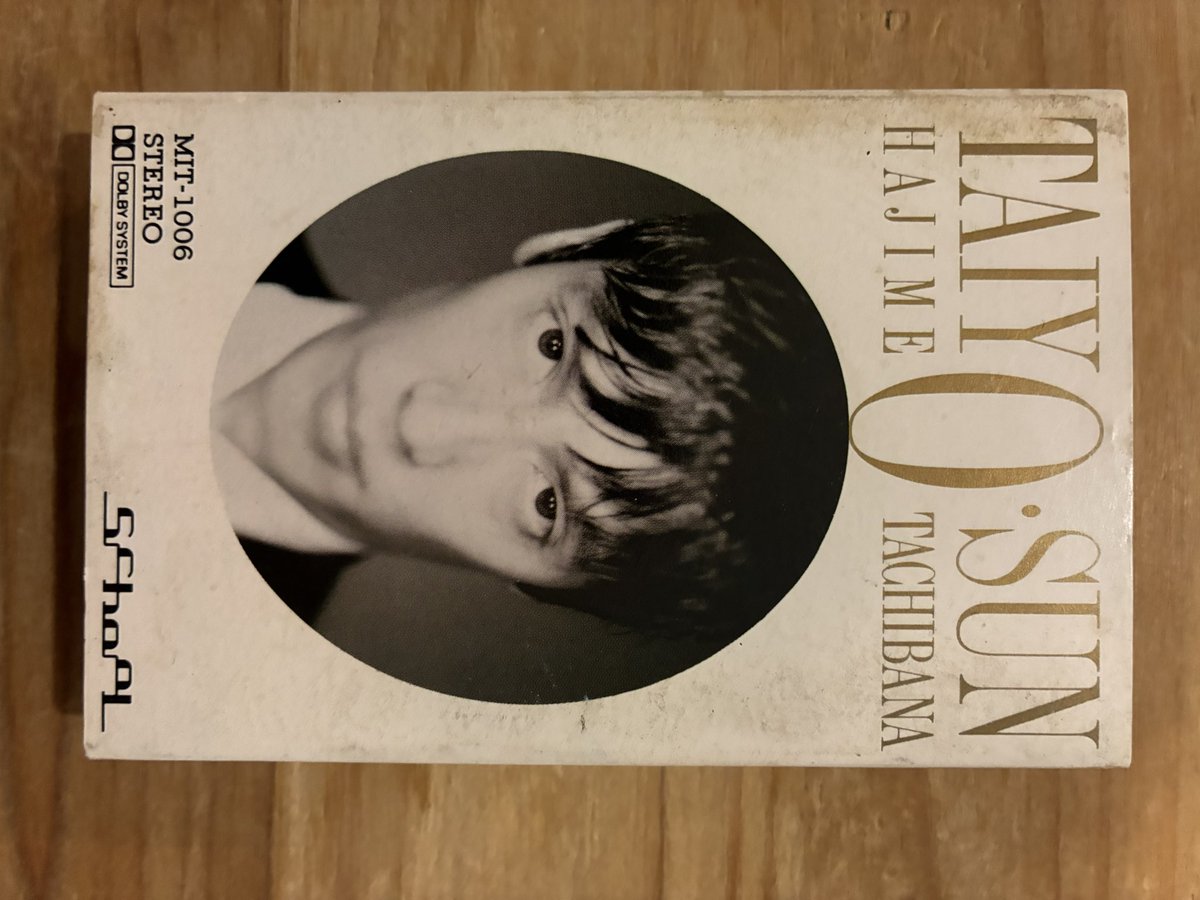 TAIYO·SUN
HAJIME TACHIBANA
MIT-1006
STEREO
DOLBY SYSTEM
School